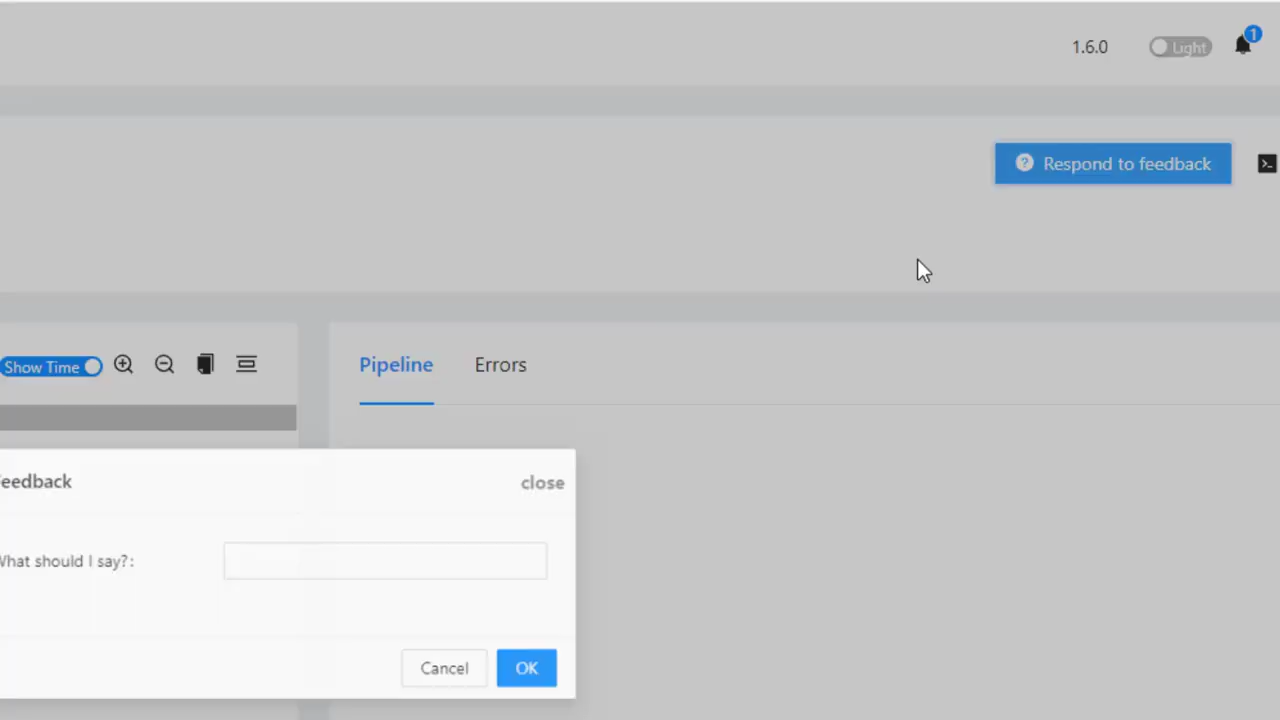 1.6.0
Light
1
Respond to feedback
Show Time
Pipeline
Errors
eedback
close
What should I say?:
Cancel
OK